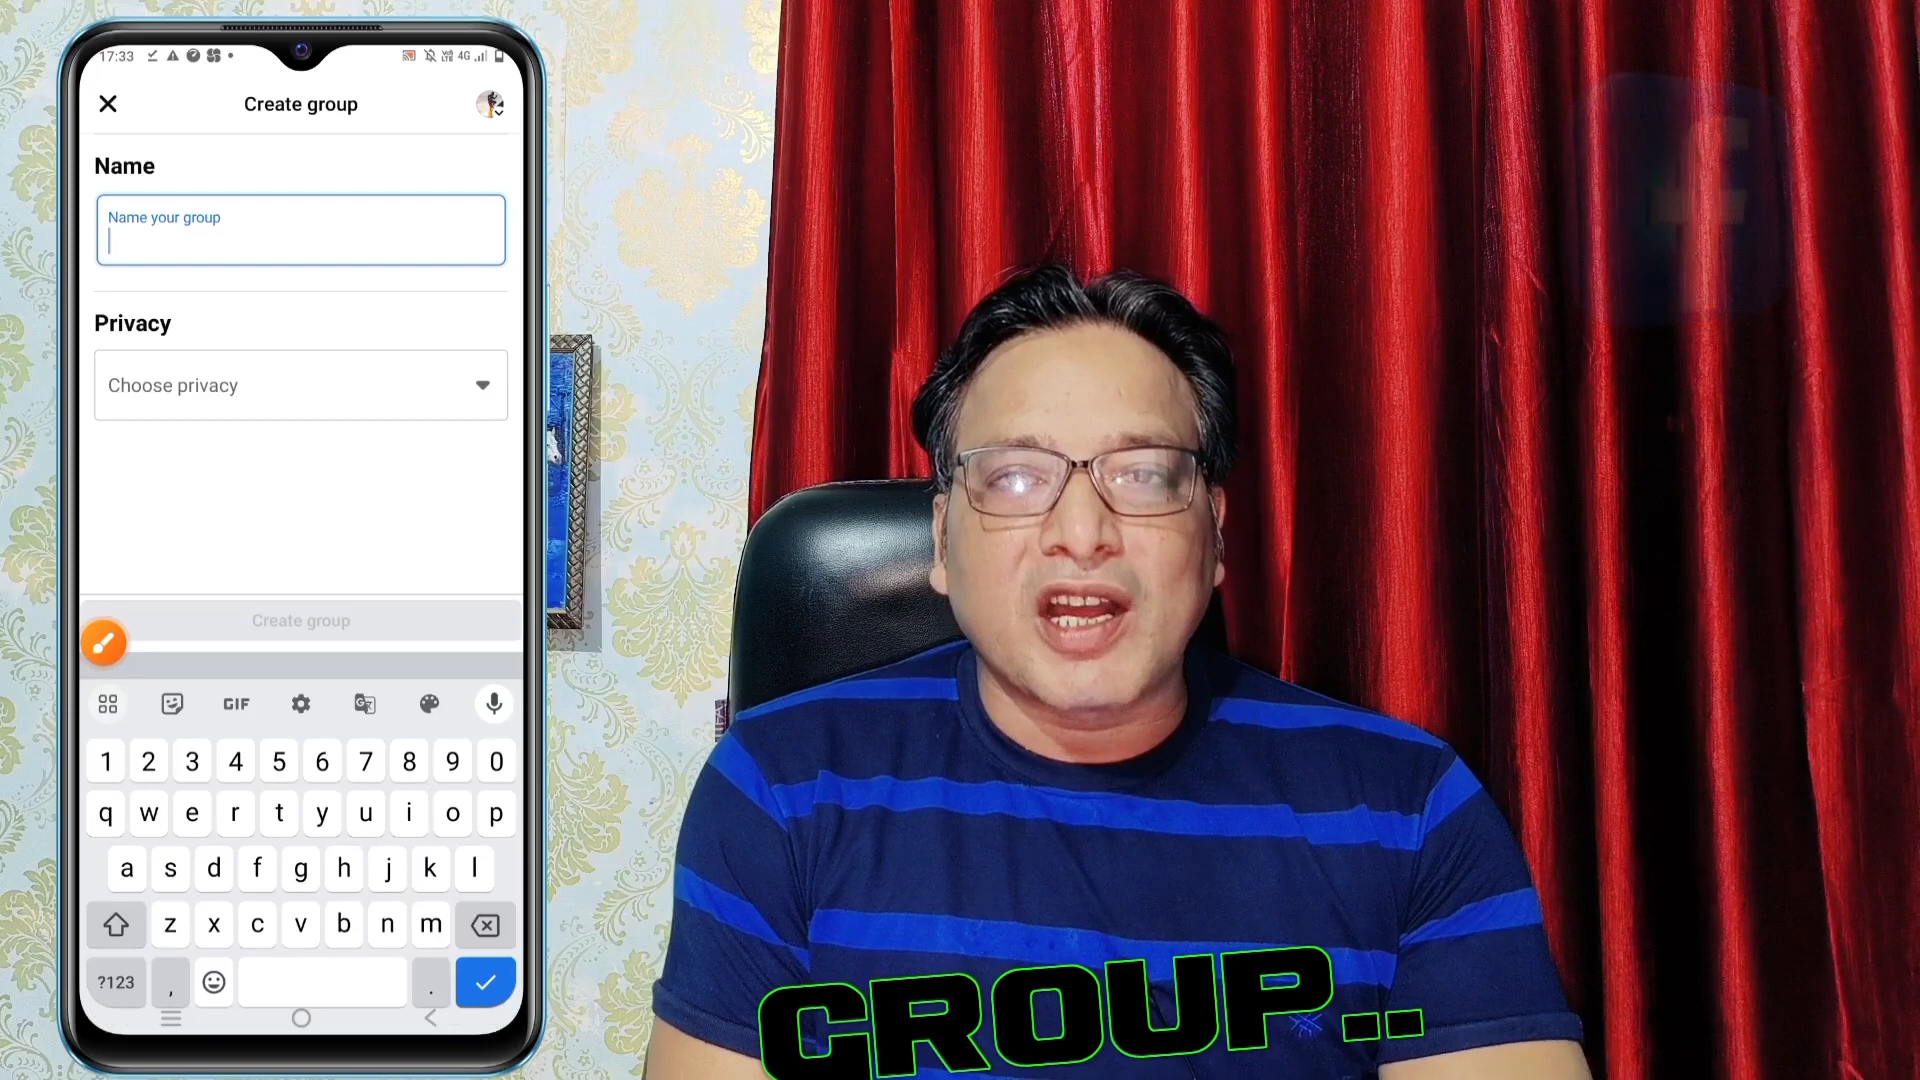 17:33
4G
Create group
Name
Name your group
Privacy
Choose privacy
Create group
GIF
1 2 3 4 5 6 7 8 9 0
q w e r t y u i o p
a s d f g h j k l
z x c v b n m
?123 , .
GROUP..
f